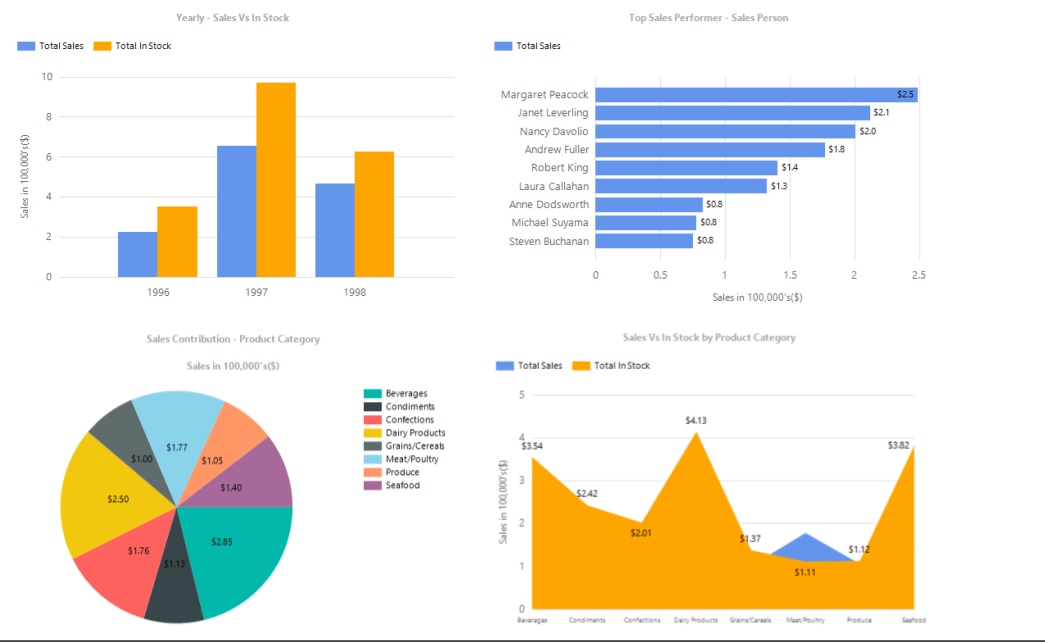 Yearly - Sales Vs In Stock
Total Sales
Total In Stock
Sales in 100,000's($)
10
8
6
4
2
0
1996
1997
1998
Top Sales Performer - Sales Person
Total Sales
Margaret Peacock
$2.5
Janet Leverling
$2.1
Nancy Davolio
$2.0
Andrew Fuller
$1.8
Robert King
$1.4
Laura Callahan
$1.3
Anne Dodsworth
$0.8
Michael Suyama
$0.8
Steven Buchanan
$0.8
0
0.5
1
1.5
2
2.5
Sales in 100,000's($)
Sales Contribution - Product Category
Sales in 100,000's($)
$1.77
$1.05
$1.00
$1.40
$2.50
$2.85
$1.76
$1.13
Beverages
Condiments
Confections
Dairy Products
Grains/Cereals
Meat/Poultry
Produce
Seafood
Sales Vs In Stock by Product Category
Total Sales
Total In Stock
Sales in 100,000's($)
5
4
3
2
1
0
$3.54
$2.42
$2.01
$4.13
$1.37
$1.11
$1.12
$3.82
Beverages
Condiments
Confections
Dairy Products
Grains/Cereals
Meat/Poultry
Produce
Seafood